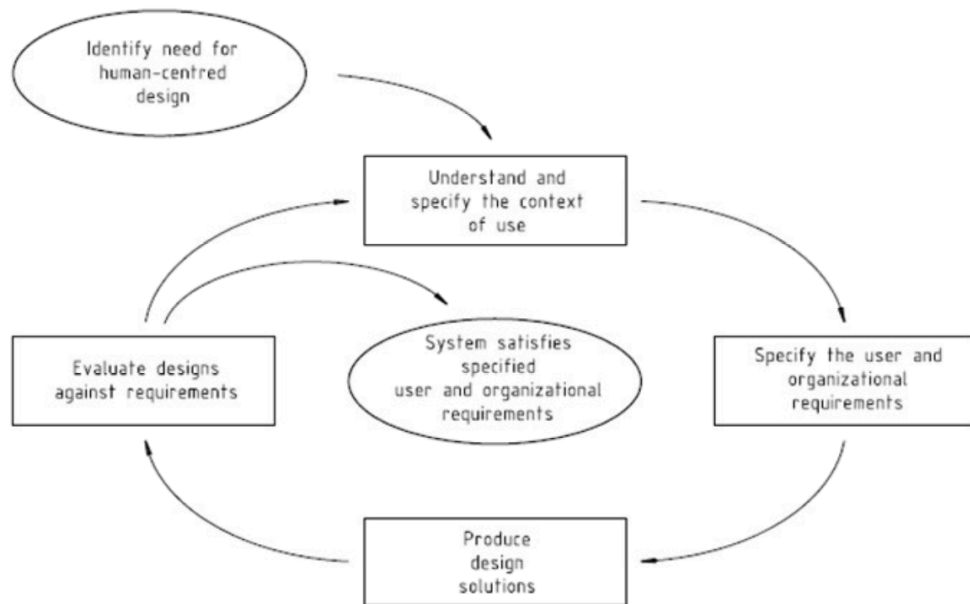 Identify need for
human-centred
design
Understand and
specify the context
of use
Specify the user and
organizational
requirements
Produce
design
solutions
Evaluate designs
against requirements
System satisfies
specified
user and organizational
requirements